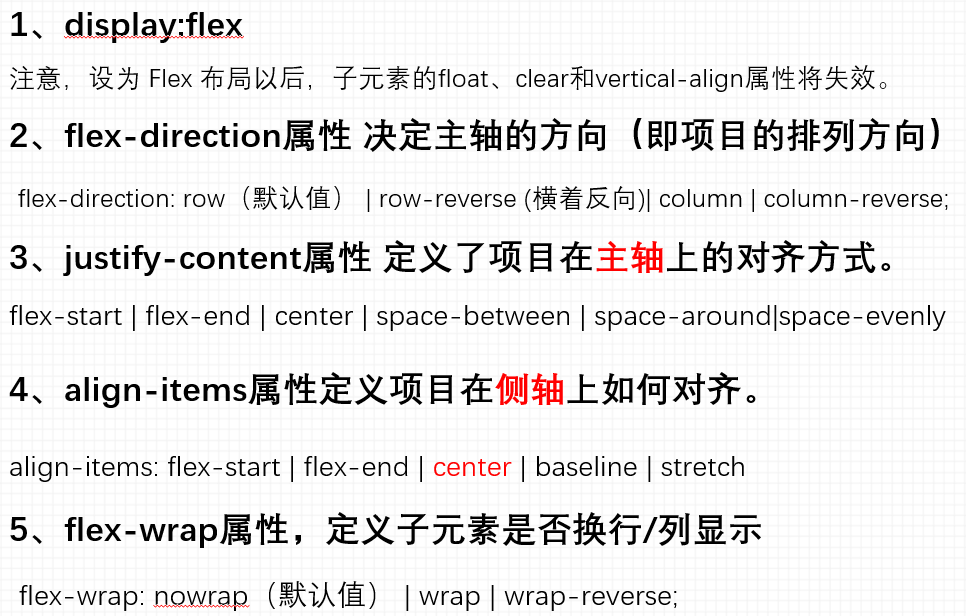 1、display:flex
注意，设为 Flex 布局以后，子元素的float、clear和vertical-align属性将失效。
2、flex-direction属性 决定主轴的方向（即项目的排列方向）
flex-direction: row（默认值） | row-reverse (横着反向)| column | column-reverse;
3、justify-content属性 定义了项目在主轴上的对齐方式。
flex-start | flex-end | center | space-between | space-around|space-evenly
4、align-items属性定义项目在侧轴上如何对齐。
align-items: flex-start | flex-end | center | baseline | stretch
5、flex-wrap属性，定义子元素是否换行/列显示
flex-wrap: nowrap（默认值） | wrap | wrap-reverse;